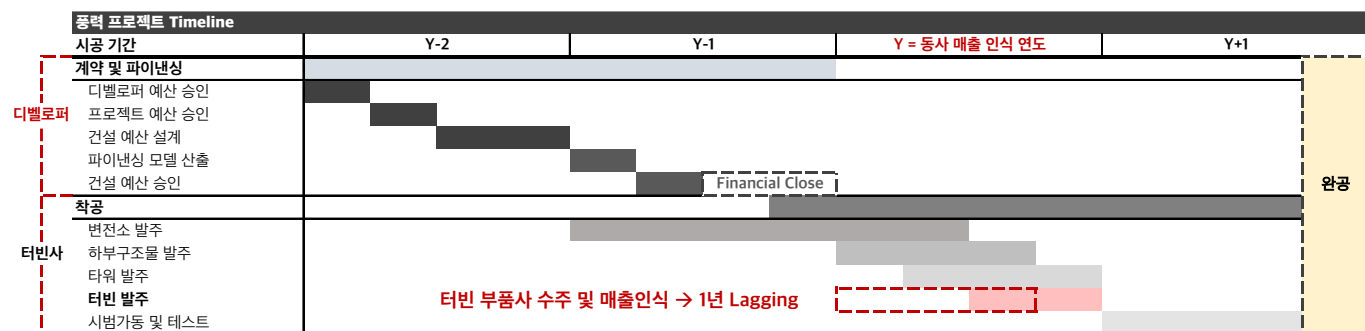 풍력 프로젝트 Timeline
시공 기간
Y-2
Y-1
Y = 동사 매출 인식 연도
Y+1
계약 및 파이낸싱
디벨로퍼
디벨로퍼 예산 승인
프로젝트 예산 승인
건설 예산 설계
파이낸싱 모델 산출
건설 예산 승인
Financial Close
완공
착공
터빈사
변전소 발주
하부구조물 발주
타워 발주
터빈 발주
터빈 부품사 수주 및 매출인식 → 1년 Lagging
시범가동 및 테스트